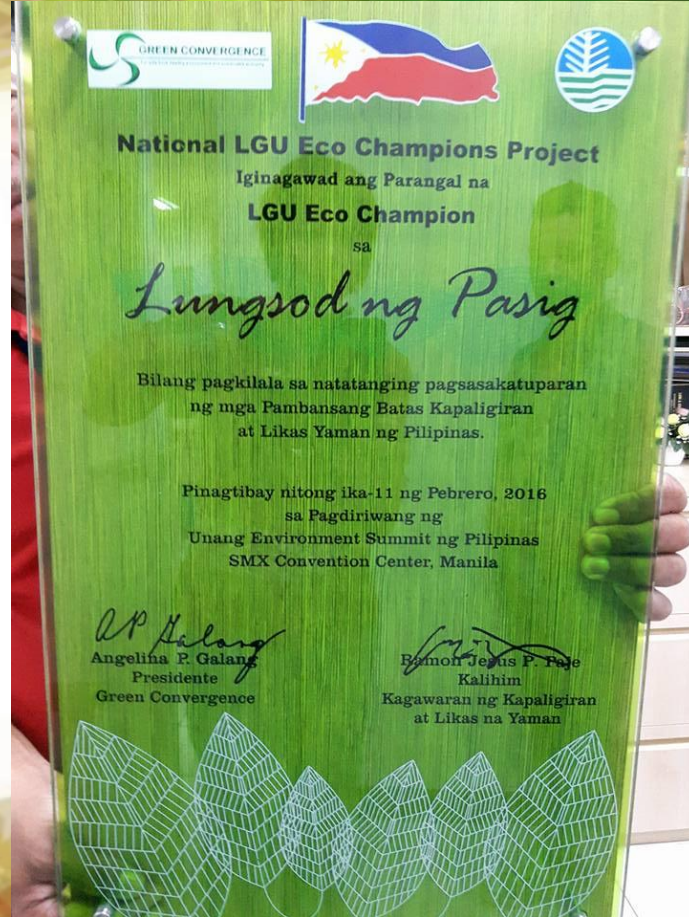 GREEN CONVERGENCE
National LGU Eco Champions Project
Iginagawad ang Parangal na
LGU Eco Champion
sa
Lungsod ng Pasig
Bilang pagkilala sa natatanging pagsasakatuparan
ng mga Pambansang Batas Kapaligiran
at Likas Yaman ng Pilipinas.
Pinagtibay nitong ika-11 ng Pebrero, 2016
sa Pagdiriwang ng
Unang Environment Summit ng Pilipinas
SMX Convention Center, Manila
AP Galang
Angelina P. Galang
Presidente
Green Convergence
Ramon Jesus P. Paje
Kalihim
Kagawaran ng Kapaligiran
at Likas na Yaman